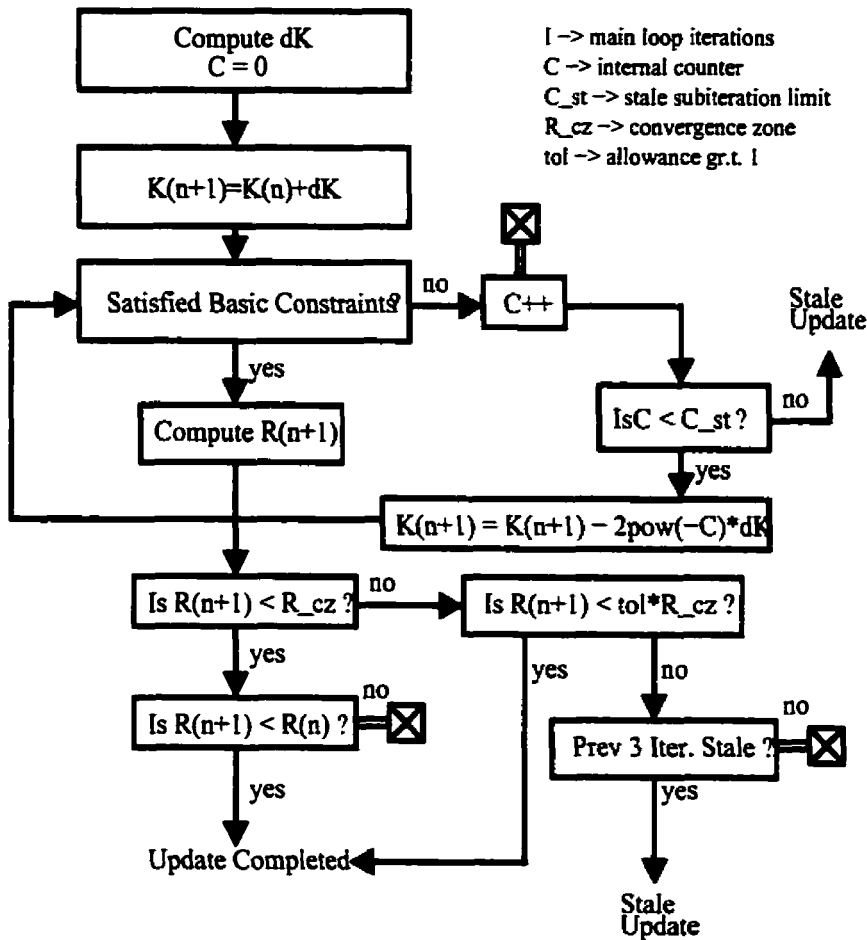 Compute dK
C = 0
I -> main loop iterations
C -> internal counter
C_st -> stale subiteration limit
R_cz -> convergence zone
tol -> allowance gr.t. 1
K(n+1)=K(n)+dK
Satisfied Basic Constraints?
no
C++
Stale
Update
yes
Compute R(n+1)
IsC < C_st ?
no
yes
K(n+1) = K(n+1) - 2pow(-C)*dK
Is R(n+1) < R_cz ?
no
Is R(n+1) < tol*R_cz ?
yes
yes
no
Is R(n+1) < R(n) ?
no
Prev 3 Iter. Stale ?
no
yes
yes
Update Completed
Stale
Update